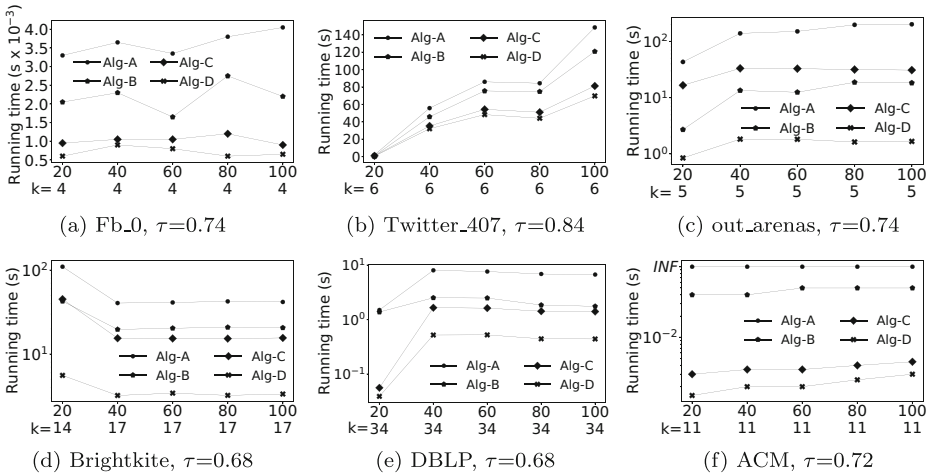 Running time (s x 10⁻³)
4.0
3.5
3.0
2.5
2.0
1.5
1.0
0.5
Alg-A Alg-C
Alg-B Alg-D
20 40 60 80 100
k= 4 4 4 4 4
(a) Fb_0, τ=0.74
Running time (s)
140
120
100
80
60
40
20
0
Alg-A Alg-C
Alg-B Alg-D
20 40 60 80 100
k= 6 6 6 6 6
(b) Twitter_407, τ=0.84
Running time (s)
10²
10¹
10⁰
Alg-A Alg-C
Alg-B Alg-D
20 40 60 80 100
k= 5 5 5 5 5
(c) out_arenas, τ=0.74
Running time (s)
10²
10¹
Alg-A Alg-C
Alg-B Alg-D
20 40 60 80 100
k=14 17 17 17 17
(d) Brightkite, τ=0.68
Running time (s)
10¹
10⁰
10⁻¹
Alg-A Alg-C
Alg-B Alg-D
20 40 60 80 100
k=34 34 34 34 34
(e) DBLP, τ=0.68
Running time (s)
INF
10⁻²
Alg-A Alg-C
Alg-B Alg-D
20 40 60 80 100
k=11 11 11 11 11
(f) ACM, τ=0.72